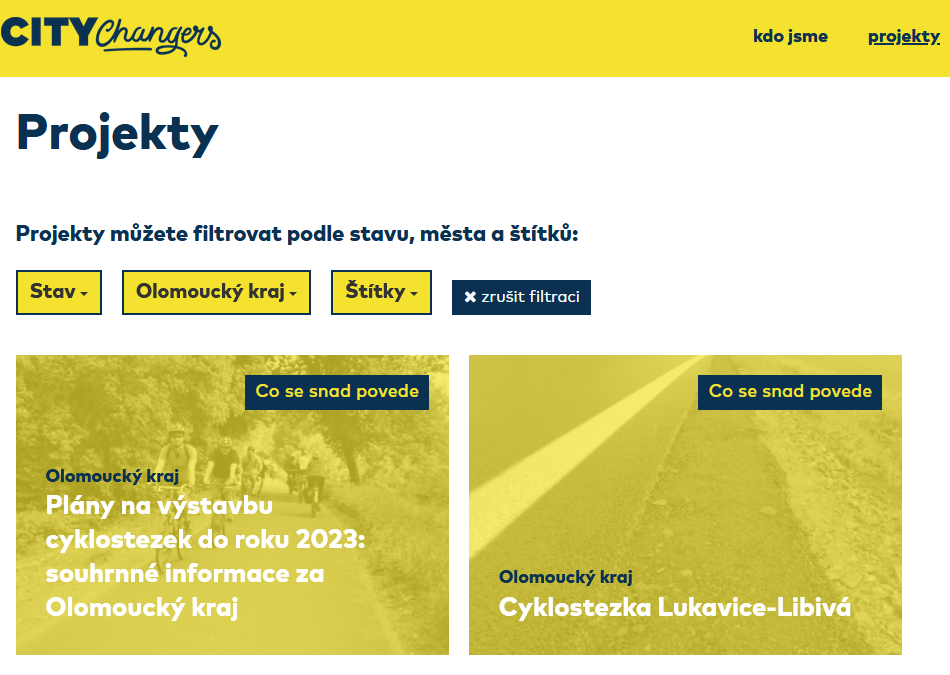 CITY Changers
kdo jsme
projekty
Projekty
Projekty můžete filtrovat podle stavu, města a štítků:
Stav
Olomoucký kraj
Štítky
✖ zrušit filtraci
Co se snad povede
Olomoucký kraj
Plány na výstavbu
cyklostezek do roku 2023:
souhrnné informace za
Olomoucký kraj
Co se snad povede
Olomoucký kraj
Cyklostezka Lukavice-Libivá